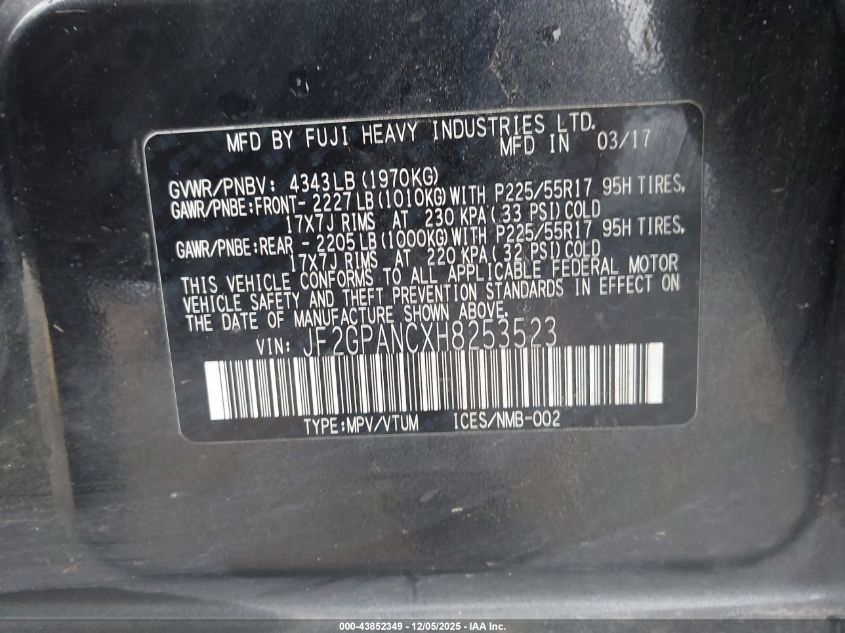 MFD BY FUJI HEAVY INDUSTRIES LTD.
MFD IN 03/17
GVWR/PNBV: 4343LB(1970KG)
GAWR/PNBE:FRONT- 2227LB(1010KG)WITH P225/55R17 95H TIRES,
17X7J RIMS AT 230 KPA( 33 PSI)COLD
GAWR/PNBE:REAR - 2205LB(1000KG)WITH P225/55R17 95H TIRES,
17X7J RIMS AT 220 KPA( 32 PSI)COLD
THIS VEHICLE CONFORMS TO ALL APPLICABLE FEDERAL MOTOR
VEHICLE SAFETY AND THEFT PREVENTION STANDARDS IN EFFECT ON
THE DATE OF MANUFACTURE SHOWN ABOVE.
VIN: JF2GPANCXH8253523
TYPE:MPV/VTUM ICES/NMB-002
000-43852349 - 12/05/2025 - IAA Inc.